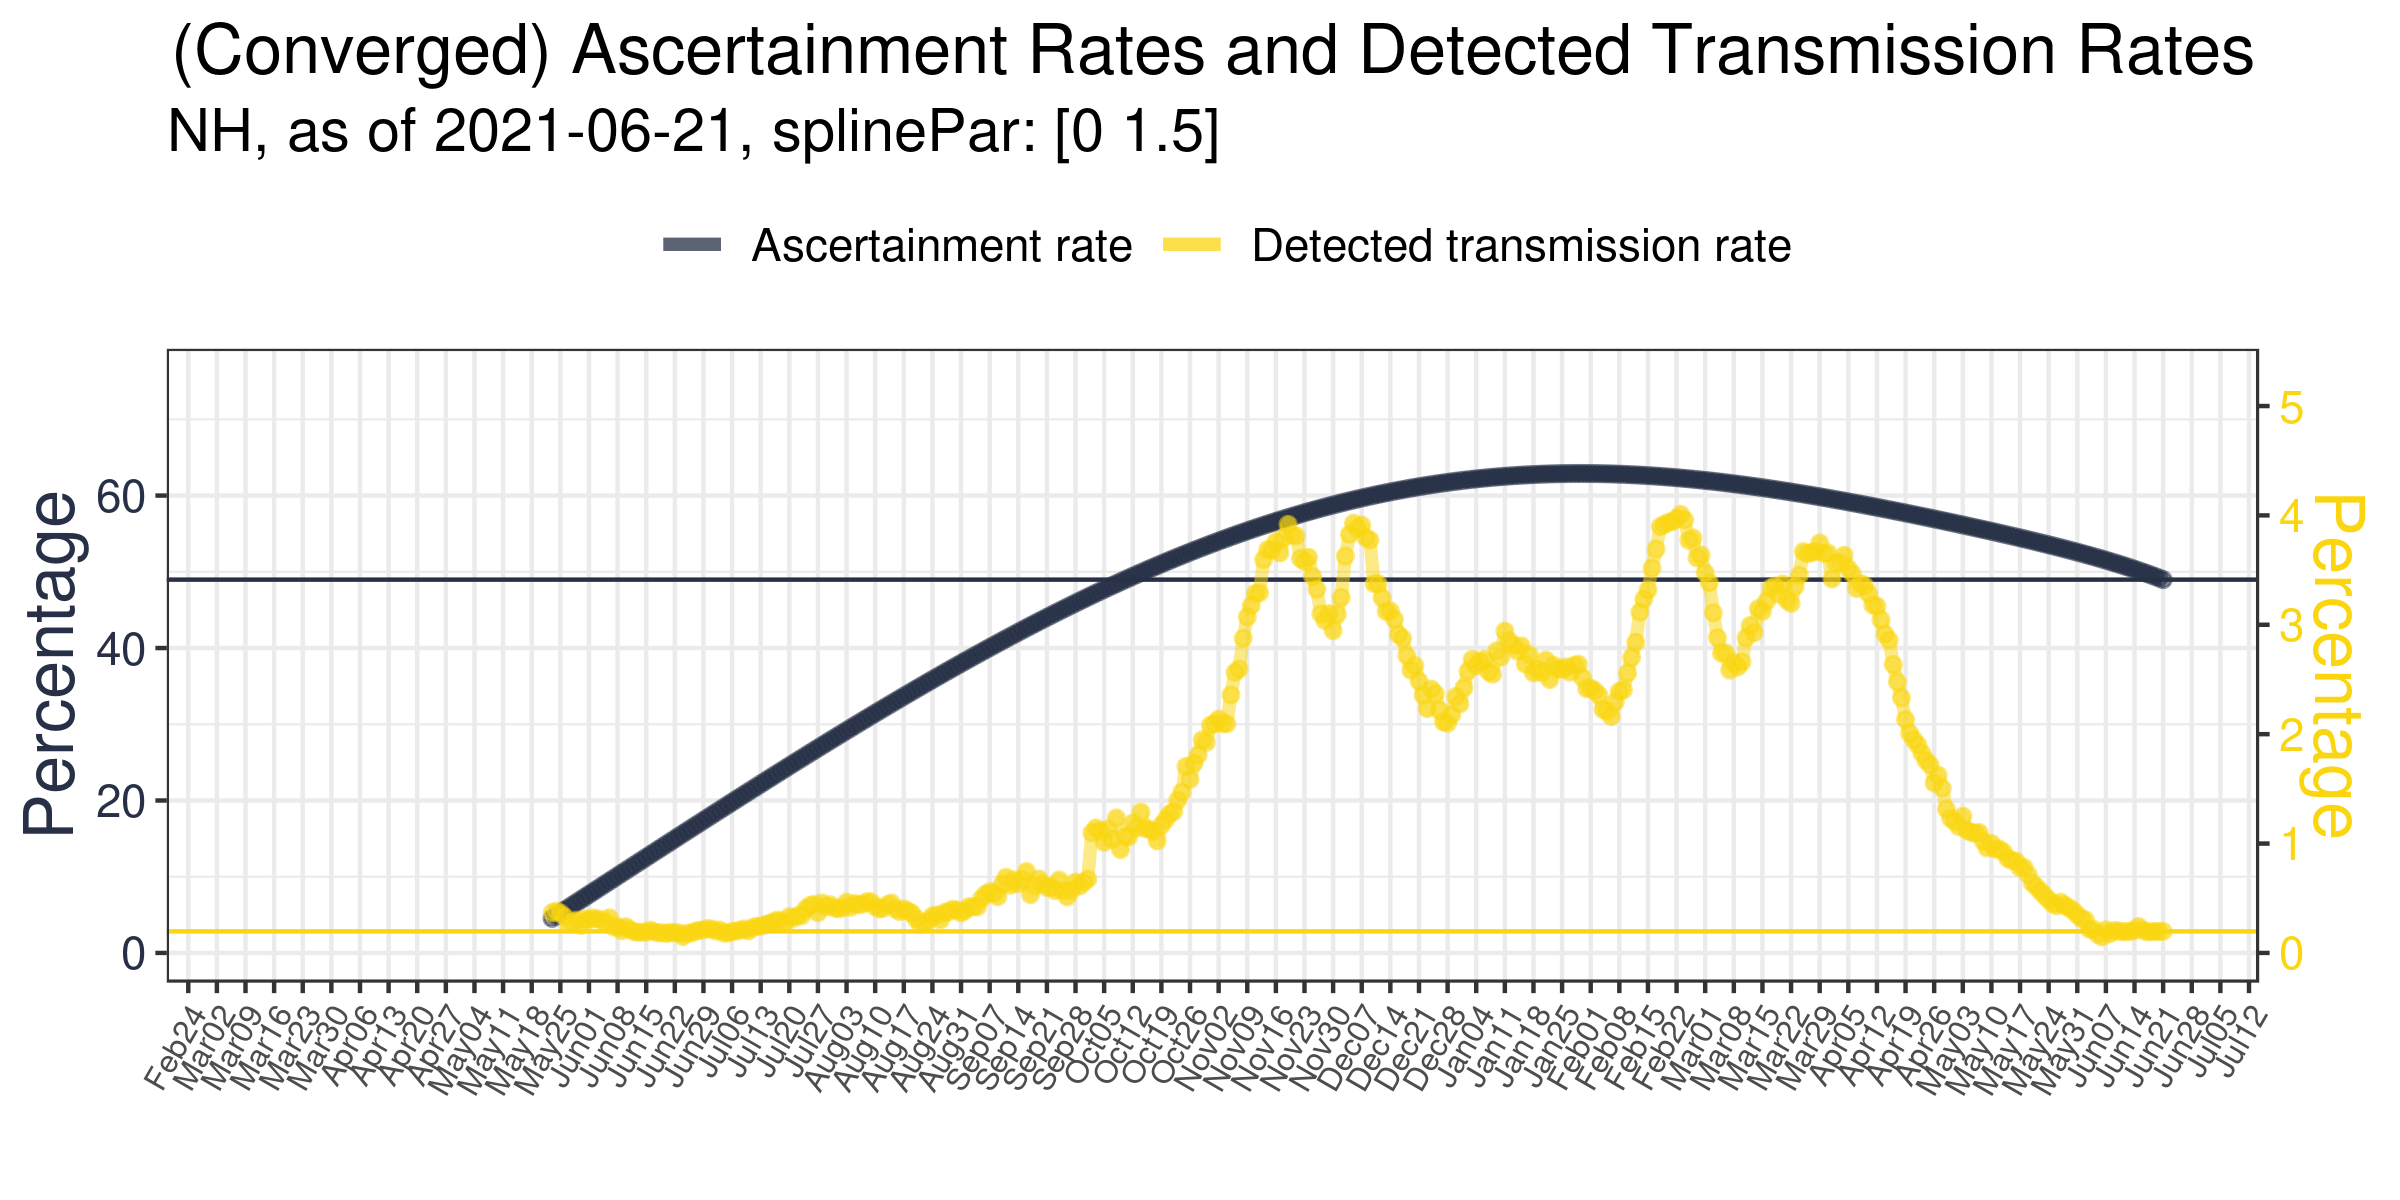 (Converged) Ascertainment Rates and Detected Transmission Rates
NH, as of 2021-06-21, splinePar: [0 1.5]
Ascertainment rate Detected transmission rate
Percentage
60
40
20
0
5
4
3
2
1
0
Percentage
Feb24
Mar02
Mar09
Mar16
Mar23
Mar30
Apr06
Apr13
Apr20
Apr27
May04
May11
May18
May25
Jun01
Jun08
Jun15
Jun22
Jun29
Jul06
Jul13
Jul20
Jul27
Aug03
Aug10
Aug17
Aug24
Aug31
Sep07
Sep14
Sep21
Sep28
Oct05
Oct12
Oct19
Oct26
Nov02
Nov09
Nov16
Nov23
Nov30
Dec07
Dec14
Dec21
Dec28
Jan04
Jan11
Jan18
Jan25
Feb01
Feb08
Feb15
Feb22
Mar01
Mar08
Mar15
Mar22
Mar29
Apr05
Apr12
Apr19
Apr26
May03
May10
May17
May24
May31
Jun07
Jun14
Jun21
Jun28
Jul05
Jul12